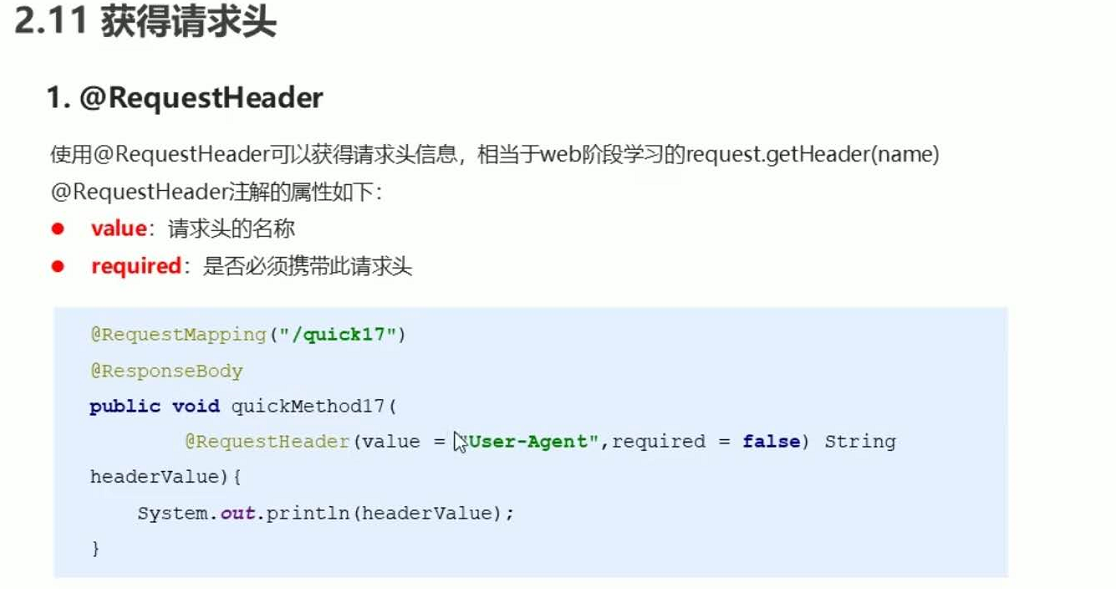 2.11 获得请求头
1. @RequestHeader
使用@RequestHeader可以获得请求头信息，相当于web阶段学习的request.getHeader(name)
@RequestHeader注解的属性如下：
● value：请求头的名称
● required：是否必须携带此请求头
@RequestMapping("/quick17")
@ResponseBody
public void quickMethod17(
@RequestHeader(value = "User-Agent",required = false) String
headerValue){
System.out.println(headerValue);
}